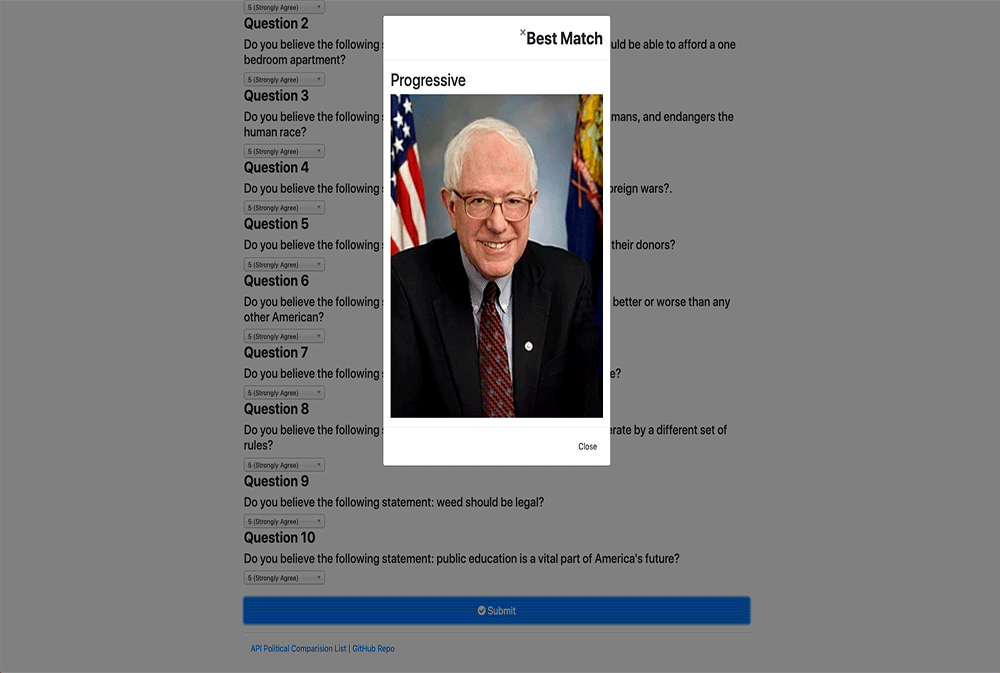 5 (Strongly Agree)
Question 2
Do you believe the following
uld be able to afford a one
bedroom apartment?
5 (Strongly Agree)
Question 3
Do you believe the following
mans, and endangers the
human race?
5 (Strongly Agree)
Question 4
Do you believe the following
oreign wars?.
5 (Strongly Agree)
Question 5
Do you believe the following
their donors?
5 (Strongly Agree)
Question 6
Do you believe the following
better or worse than any
other American?
5 (Strongly Agree)
Question 7
Do you believe the following
e?
5 (Strongly Agree)
Question 8
Do you believe the following
erate by a different set of
rules?
5 (Strongly Agree)
Question 9
Do you believe the following statement: weed should be legal?
5 (Strongly Agree)
Question 10
Do you believe the following statement: public education is a vital part of America's future?
5 (Strongly Agree)
Submit
API Political Comparision List | GitHub Repo
×
Best Match
Progressive
Close